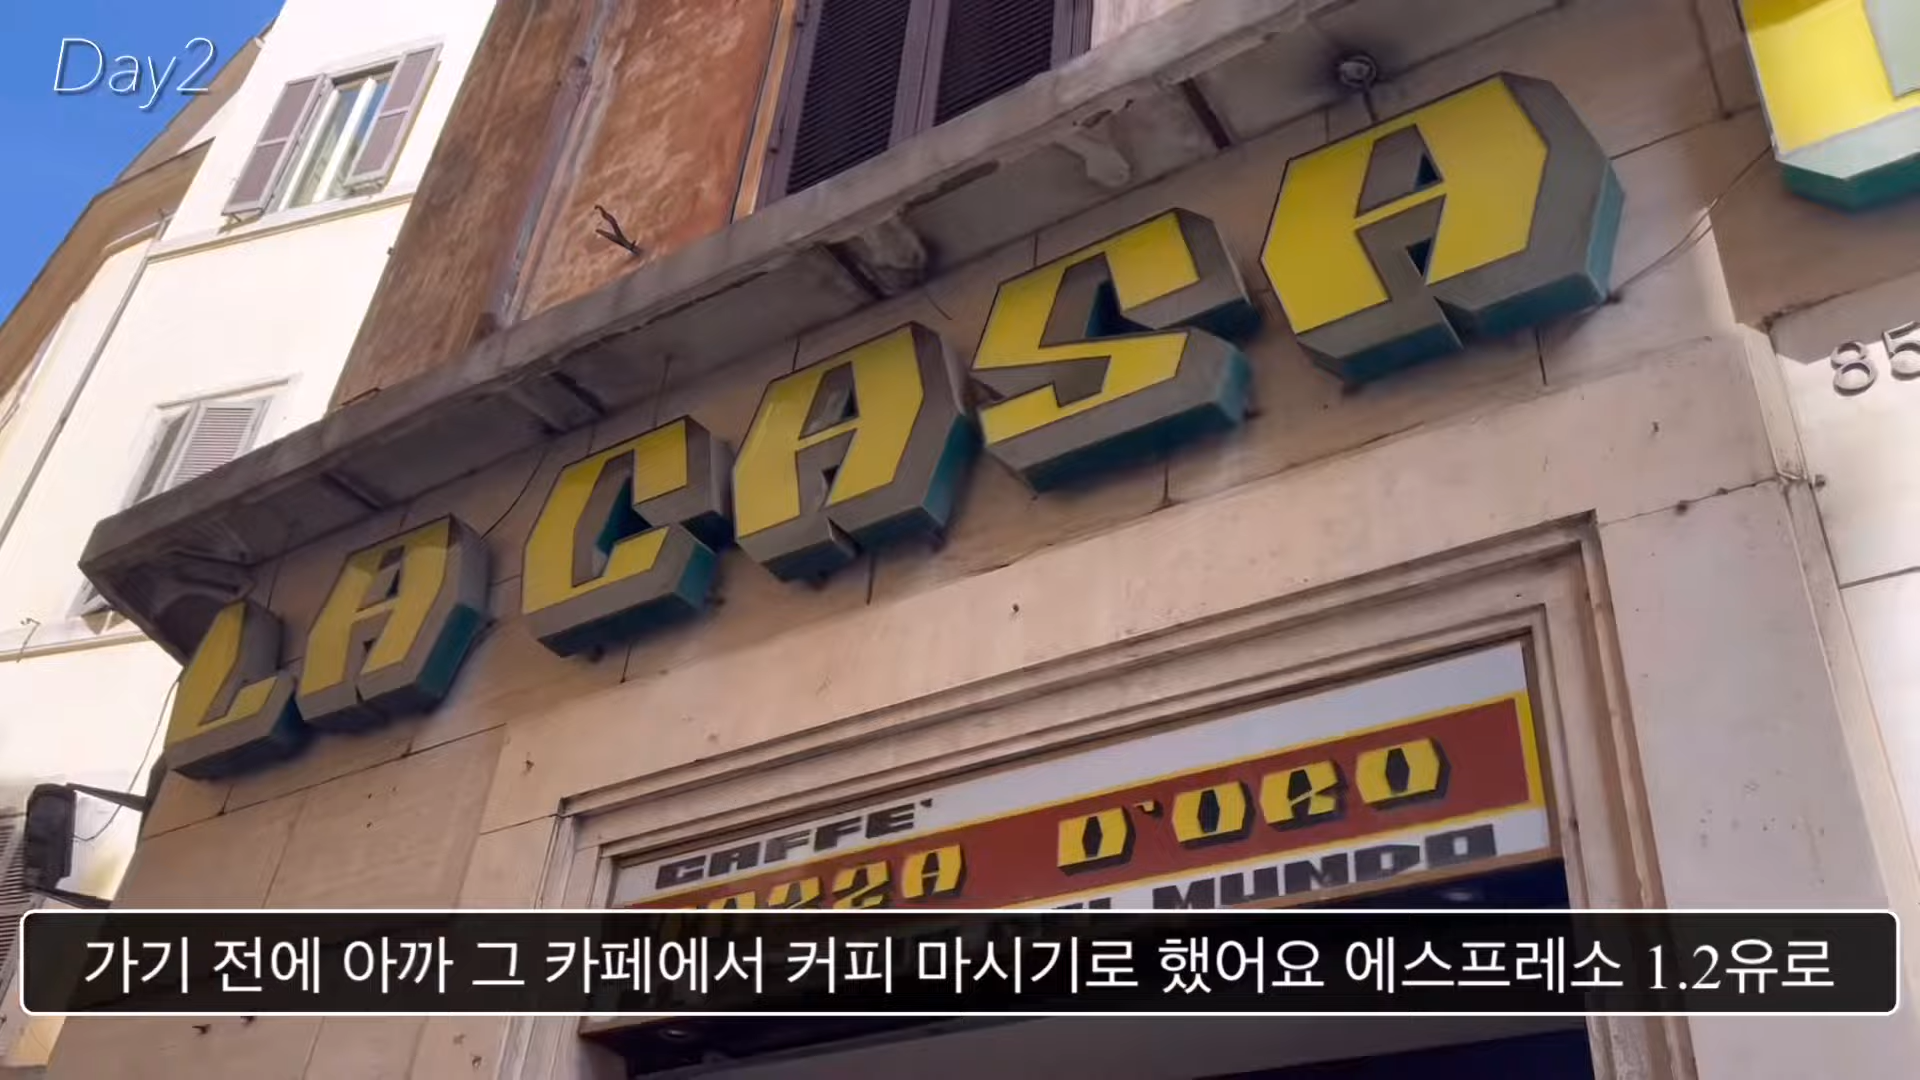 Day2
LA CASA
85
CAFFE'
D'ORO
MUNDO
가기 전에 아까 그 카페에서 커피 마시기로 했어요 에스프레소 1.2유로